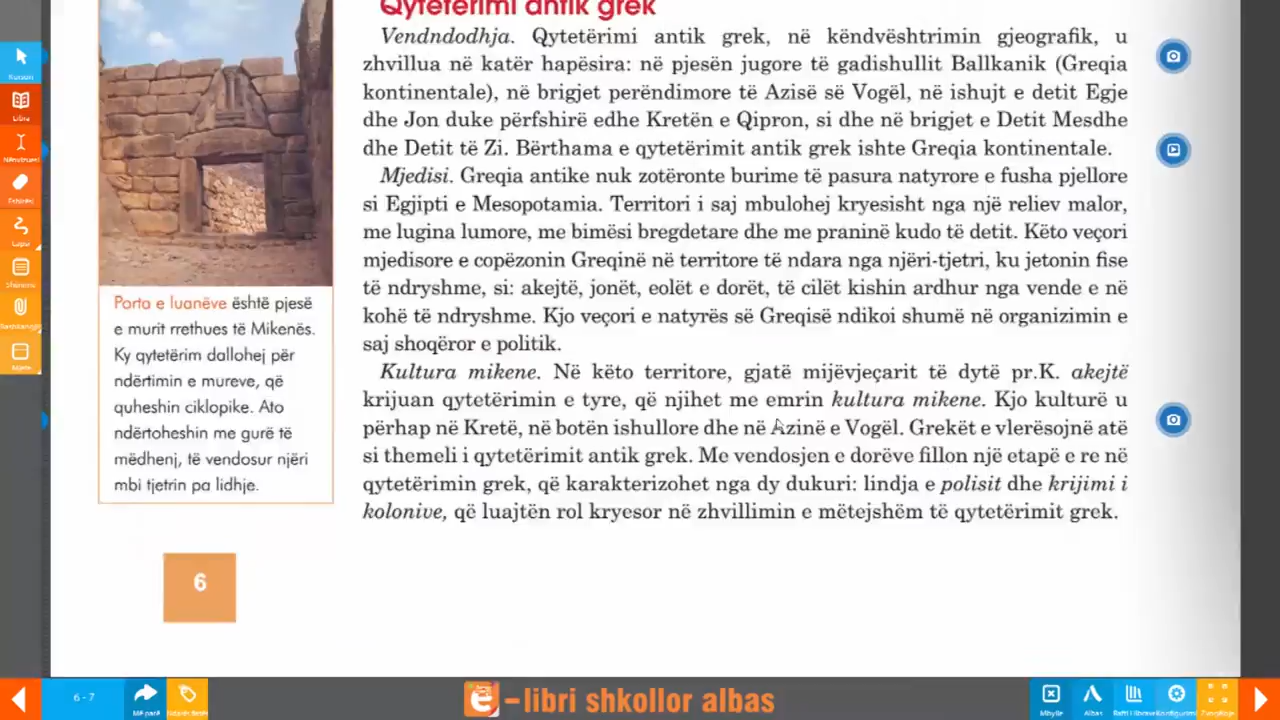 Qytetërimi antik grek
Vendndodhja. Qytetërimi antik grek, në këndvështrimin gjeografik, u
zhvillua në katër hapësira: në pjesën jugore të gadishullit Ballkanik (Greqia
kontinentale), në brigjet perëndimore të Azisë së Vogël, në ishujt e detit Egje
dhe Jon duke përfshirë edhe Kretën e Qipron, si dhe në brigjet e Detit Mesdhe
dhe Detit të Zi. Bërthama e qytetërimit antik grek ishte Greqia kontinentale.
Mjedisi. Greqia antike nuk zotëronte burime të pasura natyrore e fusha pjellore
si Egjipti e Mesopotamia. Territori i saj mbulohej kryesisht nga një reliev malor,
me lugina lumore, me bimësi bregdetare dhe me praninë kudo të detit. Këto veçori
mjedisore e copëzonin Greqinë në territore të ndara nga njëri-tjetri, ku jetonin fise
të ndryshme, si: akejtë, jonët, eolët e dorët, të cilët kishin ardhur nga vende e në
kohë të ndryshme. Kjo veçori e natyrës së Greqisë ndikoi shumë në organizimin e
saj shoqëror e politik.
Kultura mikene. Në këto territore, gjatë mijëvjeçarit të dytë pr.K. akejtë
krijuan qytetërimin e tyre, që njihet me emrin kultura mikene. Kjo kulturë u
përhap në Kretë, në botën ishullore dhe në Azinë e Vogël. Grekët e vlerësojnë atë
si themeli i qytetërimit antik grek. Me vendosjen e dorëve fillon një etapë e re në
qytetërimin grek, që karakterizohet nga dy dukuri: lindja e polisit dhe krijimi i
kolonive, që luajtën rol kryesor në zhvillimin e mëtejshëm të qytetërimit grek.
Porta e luanëve është pjesë
e murit rrethues të Mikenës.
Ky qytetërim dallohej për
ndërtimin e mureve, që
quheshin ciklopike. Ato
ndërtoheshin me gurë të
mëdhenj, të vendosur njëri
mbi tjetrin pa lidhje.
6
Kursori
Libra
Shënime
6 - 7
Më parë
e-libri shkollor albas
Mbylle
Albas